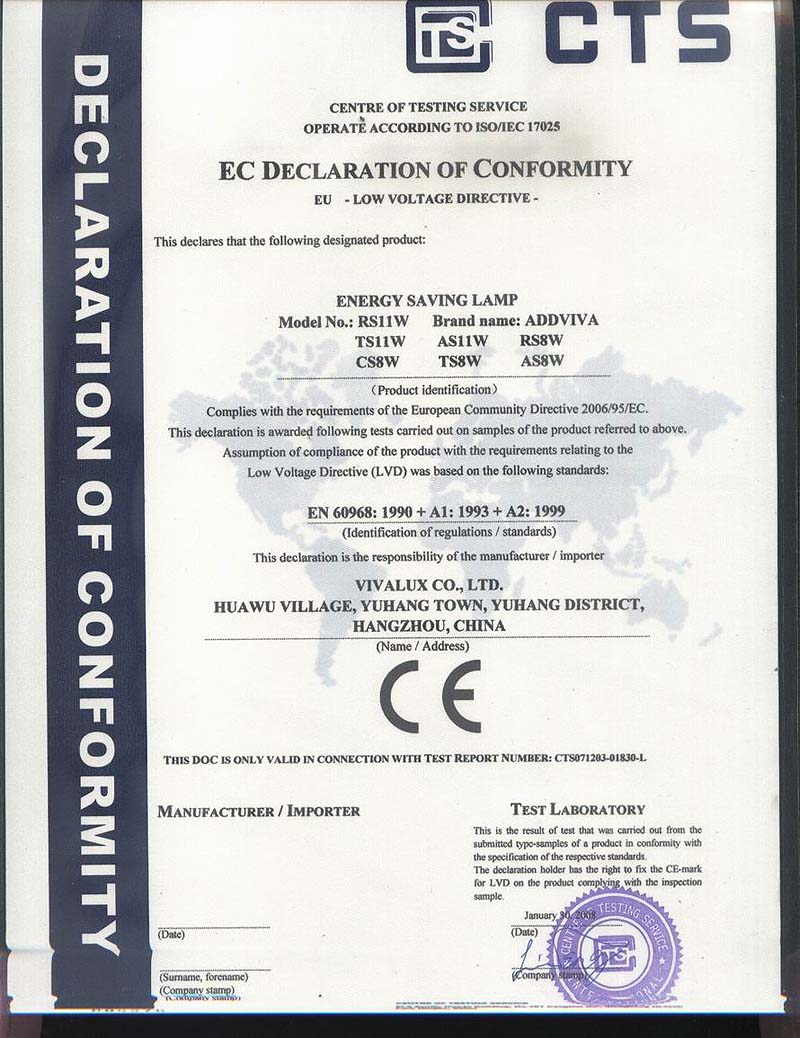 DECLARATION OF CONFORMITY
CTS CTS
CENTRE OF TESTING SERVICE
OPERATE ACCORDING TO ISO/IEC 17025
EC DECLARATION OF CONFORMITY
EU - LOW VOLTAGE DIRECTIVE -
This declares that the following designated product:
ENERGY SAVING LAMP
Model No.: RS11W Brand name: ADDVIVA
TS11W AS11W RS8W
CS8W TS8W AS8W
(Product identification)
Complies with the requirements of the European Community Directive 2006/95/EC.
This declaration is awarded following tests carried out on samples of the product referred to above.
Assumption of compliance of the product with the requirements relating to the
Low Voltage Directive (LVD) was based on the following standards:
EN 60968: 1990 + A1: 1993 + A2: 1999
(Identification of regulations / standards)
This declaration is the responsibility of the manufacturer / importer
VIVALUX CO., LTD.
HUAWU VILLAGE, YUHANG TOWN, YUHANG DISTRICT,
HANGZHOU, CHINA
(Name / Address)
CE
THIS DOC IS ONLY VALID IN CONNECTION WITH TEST REPORT NUMBER: CTS071203-01830-L
MANUFACTURER / IMPORTER
TEST LABORATORY
This is the result of test that was carried out from the
submitted type-samples of a product in conformity with
the specification of the respective standards.
The declaration holder has the right to fix the CE-mark
for LVD on the product complying with the inspection
sample.
January 30, 2008
(Date)
(Date)
(Surname, forename)
(Company stamp)
(Company stamp)
CENTRE OF TESTING SERVICE